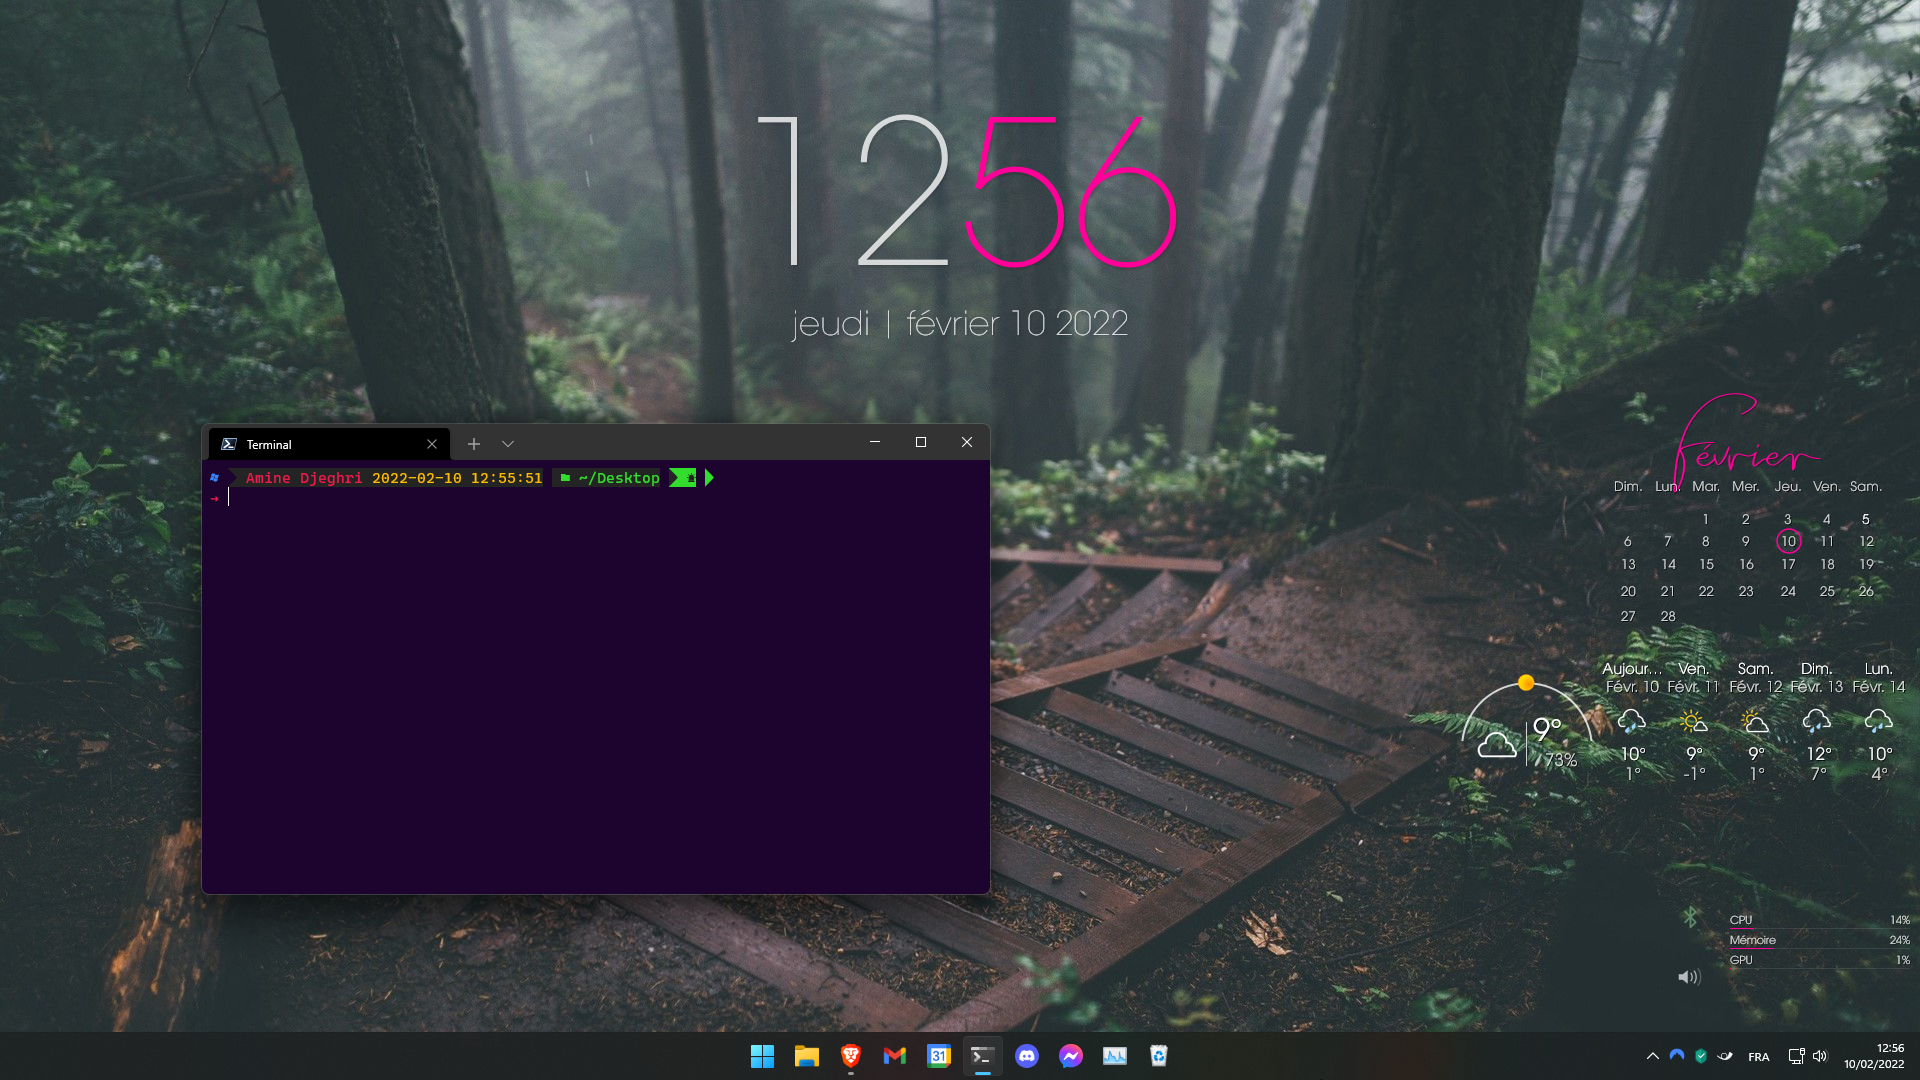 1256
jeudi | février 10 2022
Terminal
Amine Djeghri 2022-02-10 12:55:51 ~/Desktop
Février
Dim. Lun. Mar. Mer. Jeu. Ven. Sam.
1 2 3 4 5
6 7 8 9 10 11 12
13 14 15 16 17 18 19
20 21 22 23 24 25 26
27 28
Aujour... Ven. Sam. Dim. Lun.
Févr. 10 Févr. 11 Févr. 12 Févr. 13 Févr. 14
9°
73%
10° 9° 9° 12° 10°
1° -1° 1° 7° 4°
CPU 14%
Mémoire 24%
GPU 1%
31
FRA
12:56
10/02/2022